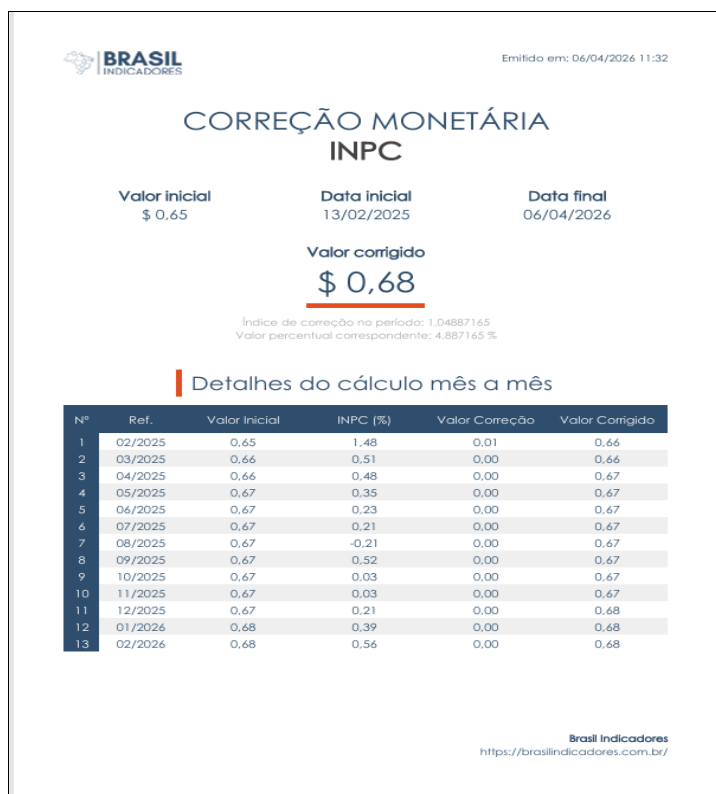 BRASIL
INDICADORES
Emitido em: 06/04/2026 11:32
CORREÇÃO MONETÁRIA
INPC
Valor inicial Data inicial Data final
$ 0,65 13/02/2025 06/04/2026
Valor corrigido
$ 0,68
Índice de correção no período: 1,04887165
Valor percentual correspondente: 4,887165 %
Detalhes do cálculo mês a mês
Nº Ref. Valor Inicial INPC (%) Valor Correção Valor Corrigido
1 02/2025 0,65 1,48 0,01 0,66
2 03/2025 0,66 0,51 0,00 0,66
3 04/2025 0,66 0,48 0,00 0,67
4 05/2025 0,67 0,35 0,00 0,67
5 06/2025 0,67 0,23 0,00 0,67
6 07/2025 0,67 0,21 0,00 0,67
7 08/2025 0,67 -0,21 0,00 0,67
8 09/2025 0,67 0,52 0,00 0,67
9 10/2025 0,67 0,03 0,00 0,67
10 11/2025 0,67 0,03 0,00 0,67
11 12/2025 0,67 0,21 0,00 0,68
12 01/2026 0,68 0,39 0,00 0,68
13 02/2026 0,68 0,56 0,00 0,68
Brasil Indicadores
https://brasilindicadores.com.br/